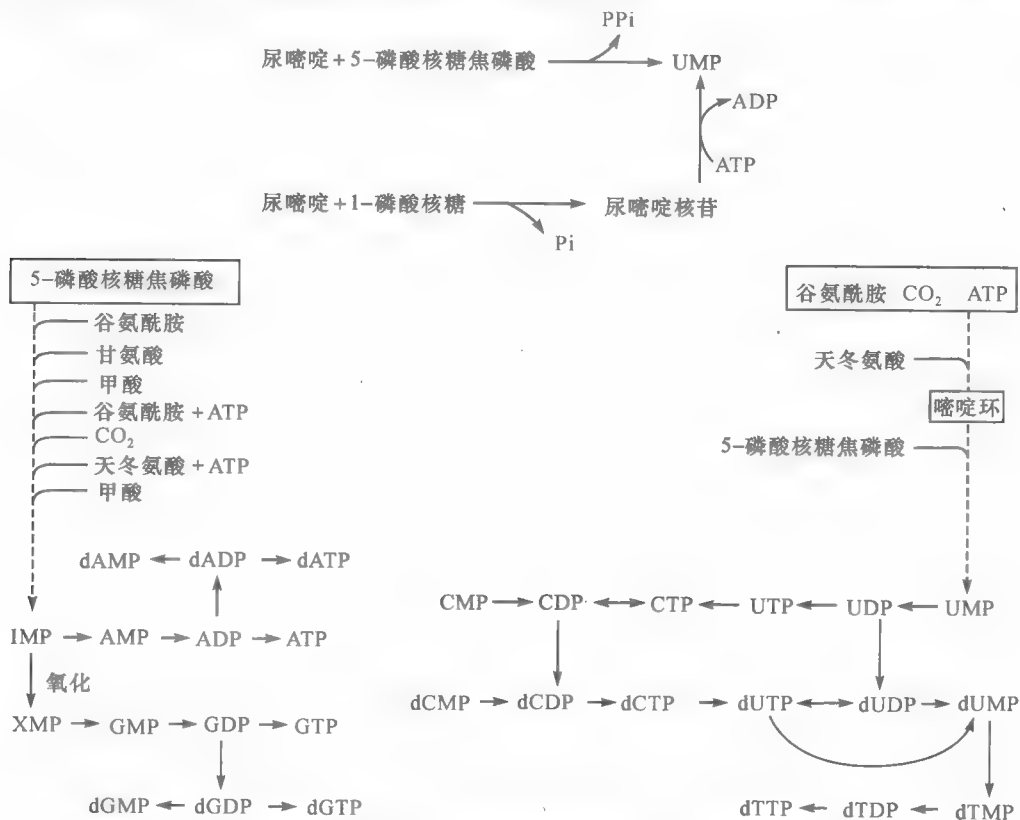 PPi
尿嘧啶+5-磷酸核糖焦磷酸 UMP
ADP
ATP
尿嘧啶+1-磷酸核糖 尿嘧啶核苷
Pi
5-磷酸核糖焦磷酸
谷氨酰胺
甘氨酸
甲酸
谷氨酰胺+ATP
CO₂
天冬氨酸+ATP
甲酸
谷氨酰胺 CO₂ ATP
天冬氨酸
嘧啶环
5-磷酸核糖焦磷酸
dAMP dADP dATP
IMP AMP ADP ATP
氧化
XMP GMP GDP GTP
dGMP dGDP dGTP
CMP CDP CTP UTP UDP UMP
dCMP dCDP dCTP dUTP dUDP dUMP
dTTP dTDP dTMP